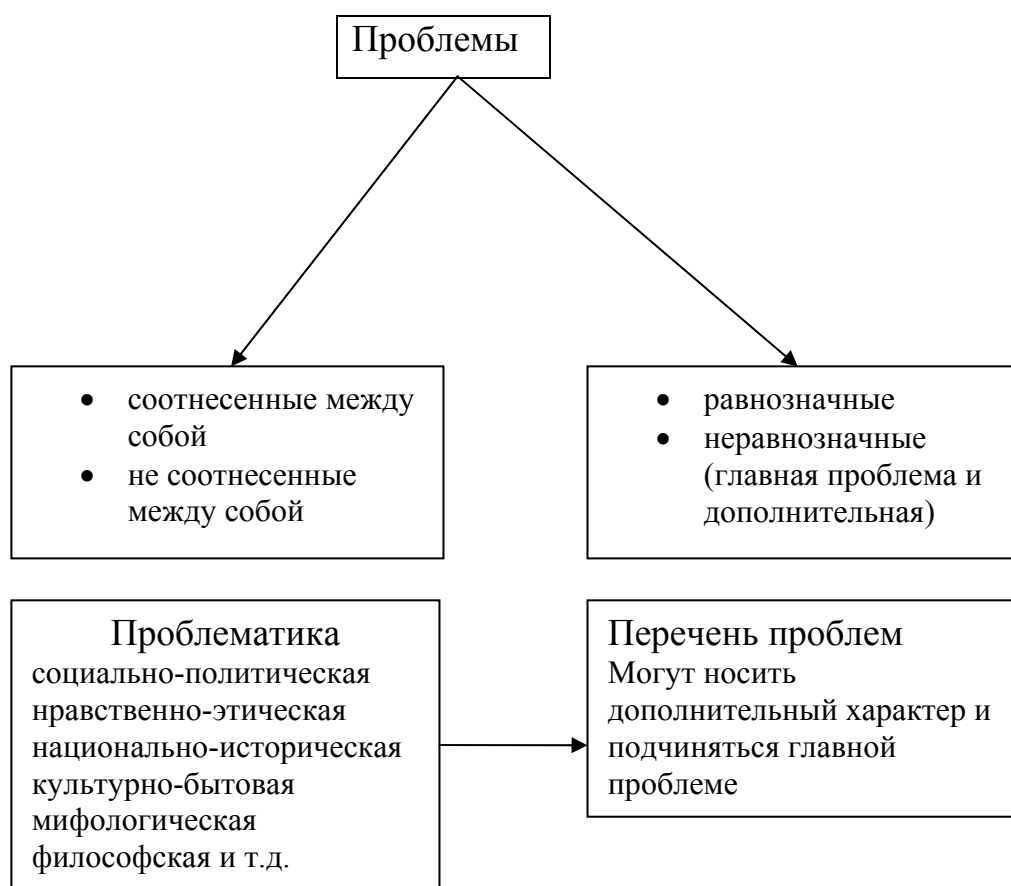 Проблемы
• соотнесенные между
собой
• не соотнесенные
между собой
• равнозначные
• неравнозначные
(главная проблема и
дополнительная)
Проблематика
социально-политическая
нравственно-этическая
национально-историческая
культурно-бытовая
мифологическая
философская и т.д.
Перечень проблем
Могут носить
дополнительный характер и
подчиняться главной
проблеме